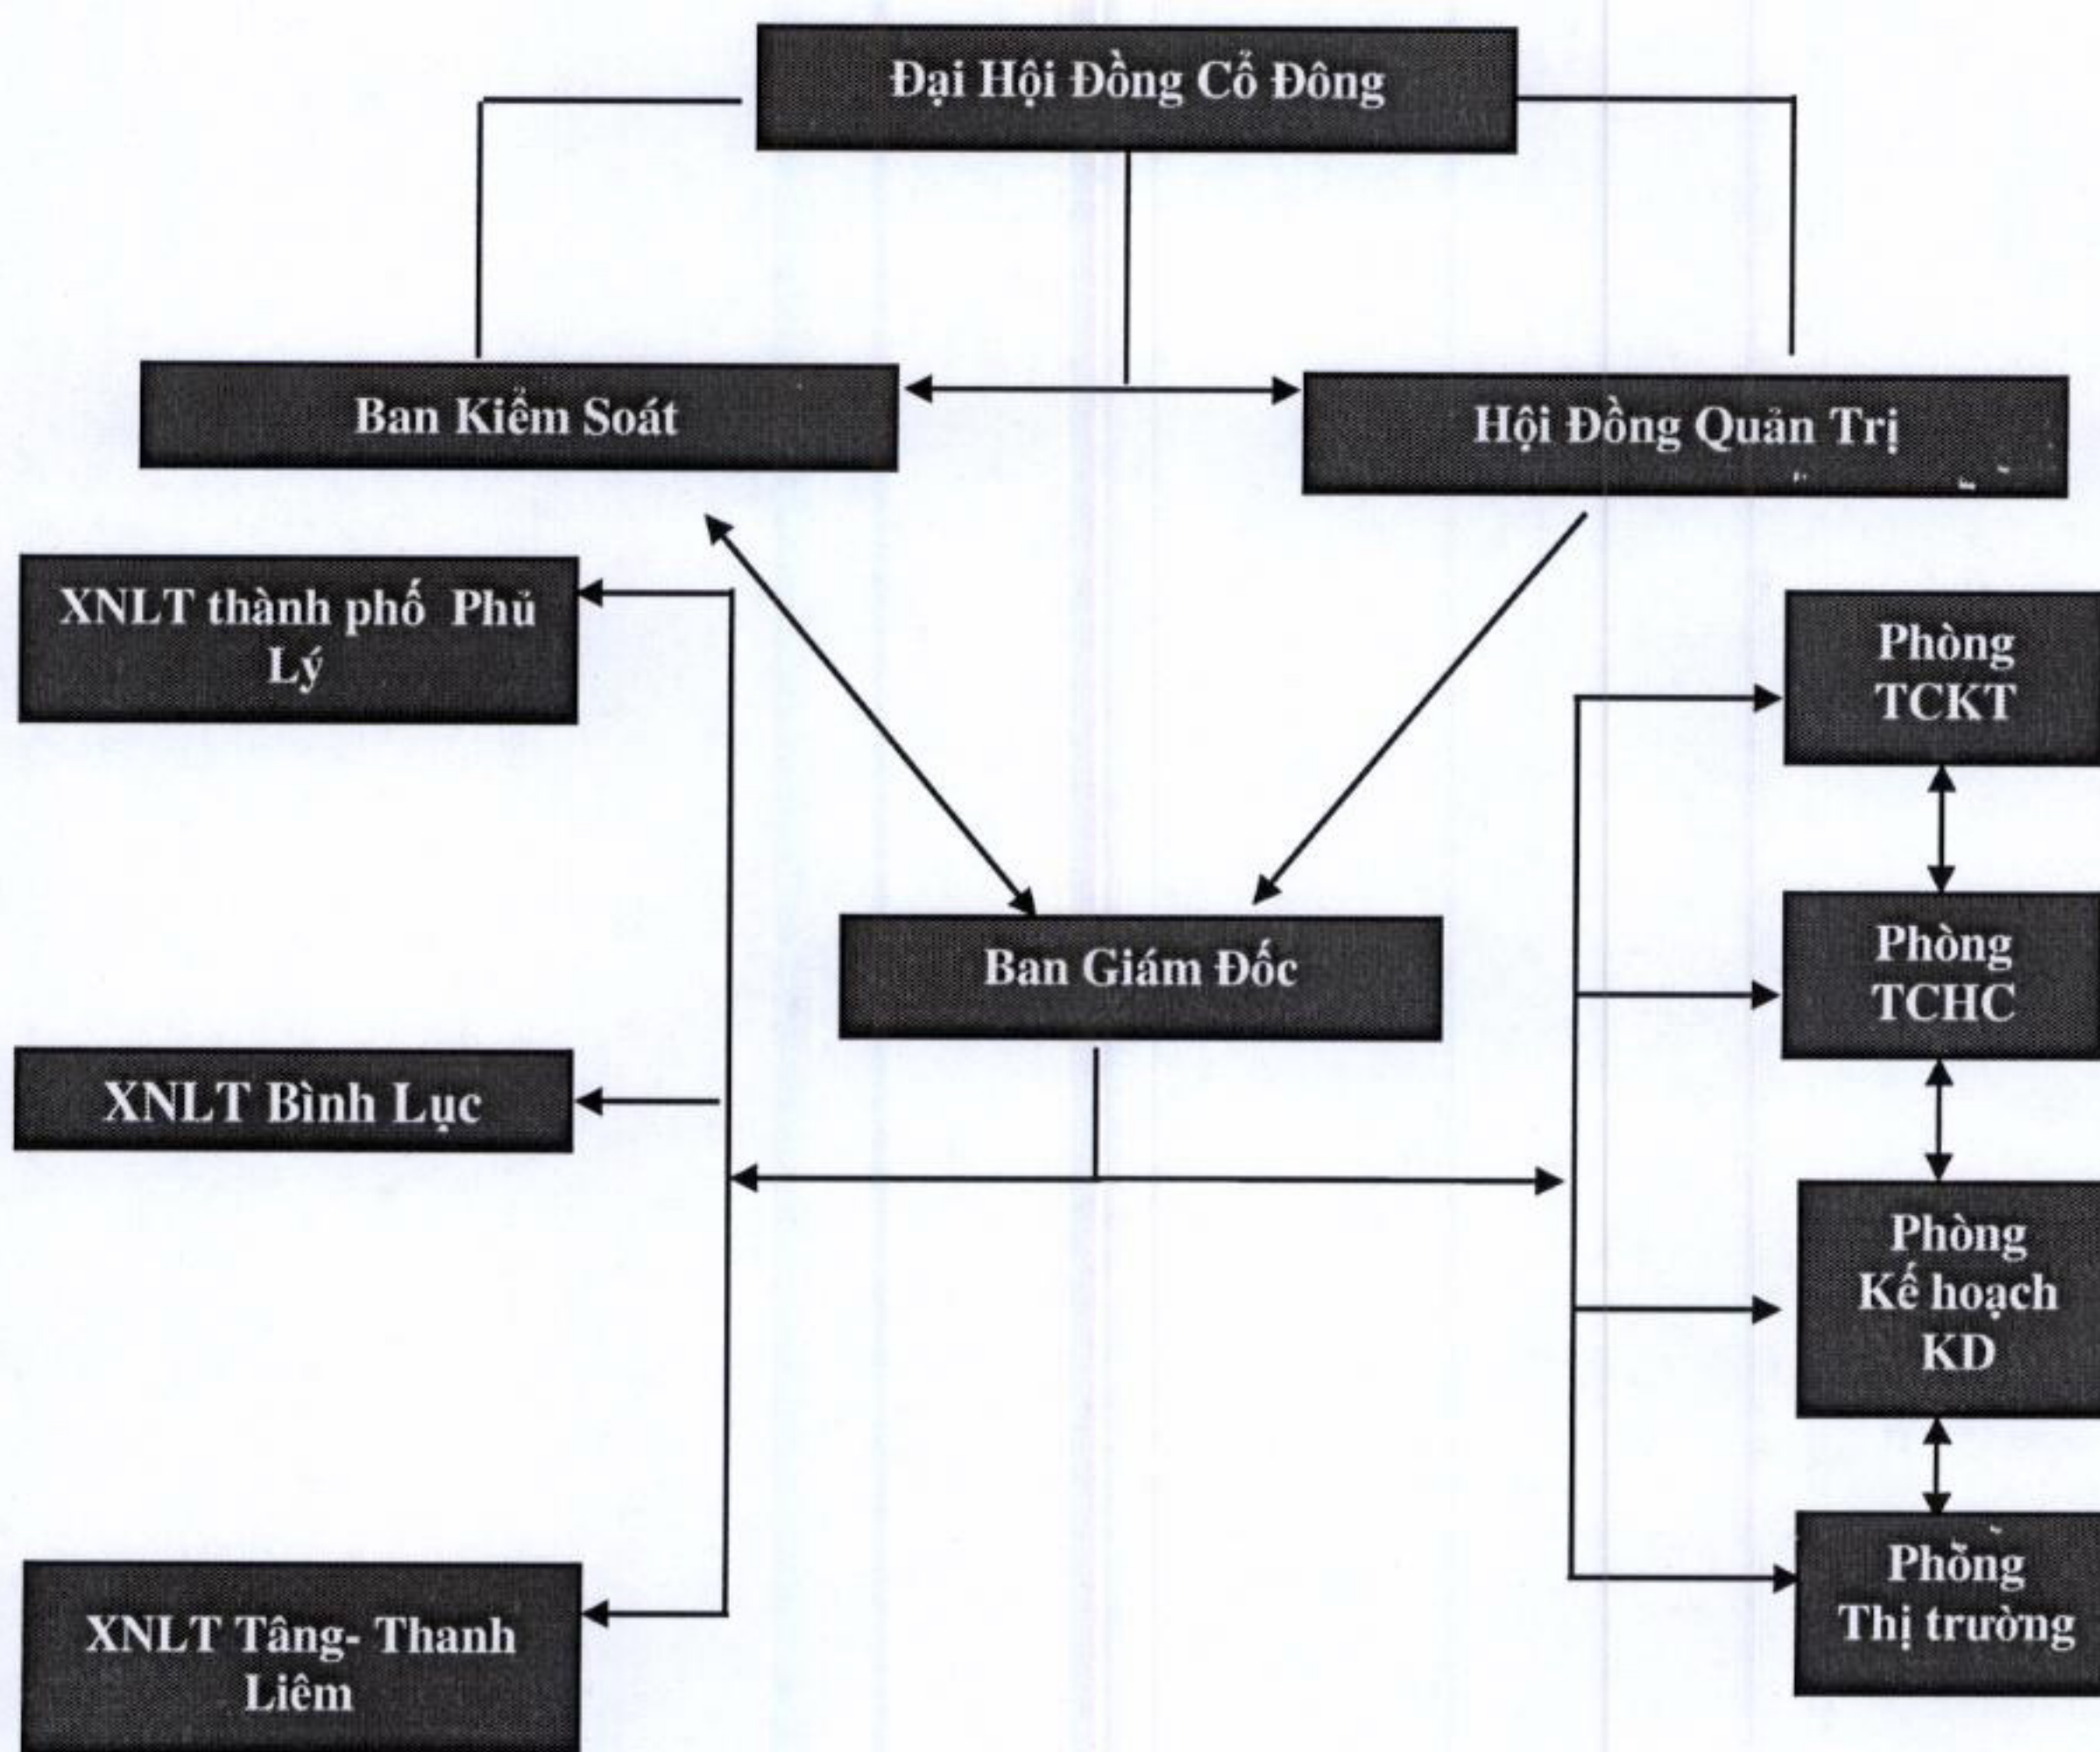 Đại Hội Đồng Cổ Đông
Ban Kiểm Soát
Hội Đồng Quản Trị
XNLT thành phố Phủ
Lý
Phòng
TCKT
Ban Giám Đốc
Phòng
TCHC
XNLT Bình Lục
Phòng
Kế hoạch
KD
XNLT Tâng- Thanh
Liêm
Phòng
Thị trường